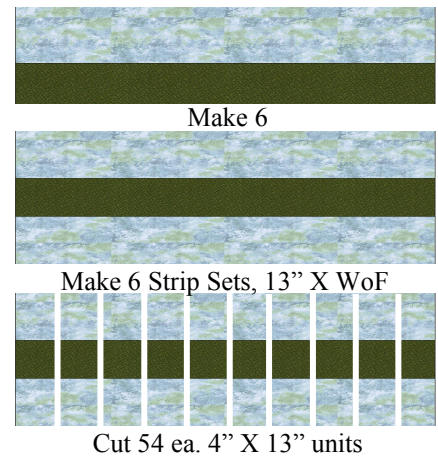 Make 6
Make 6 Strip Sets, 13” X WoF
Cut 54 ea. 4” X 13” units